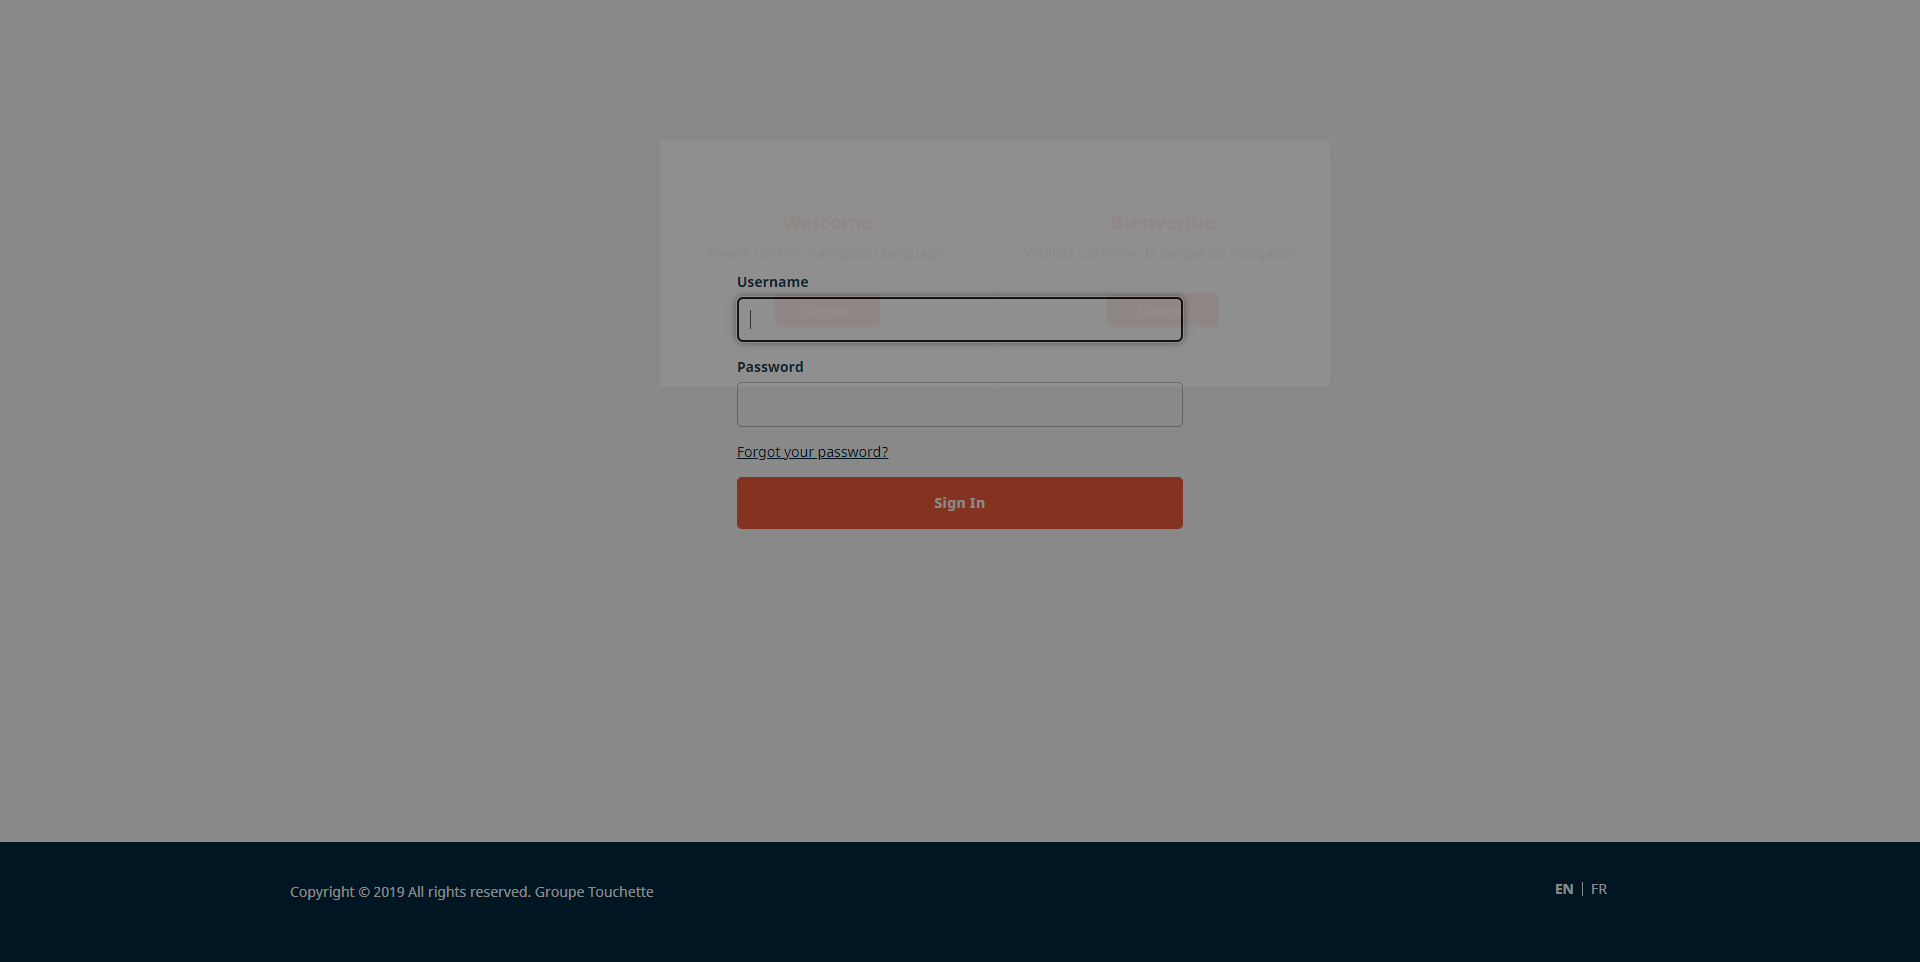 Welcome
Please confirm navigation language.
English
Bienvenue
Veuillez confirmer la langue de navigation.
Username
Password
Forgot your password?
Sign In
Copyright © 2019 All rights reserved. Groupe Touchette
EN | FR